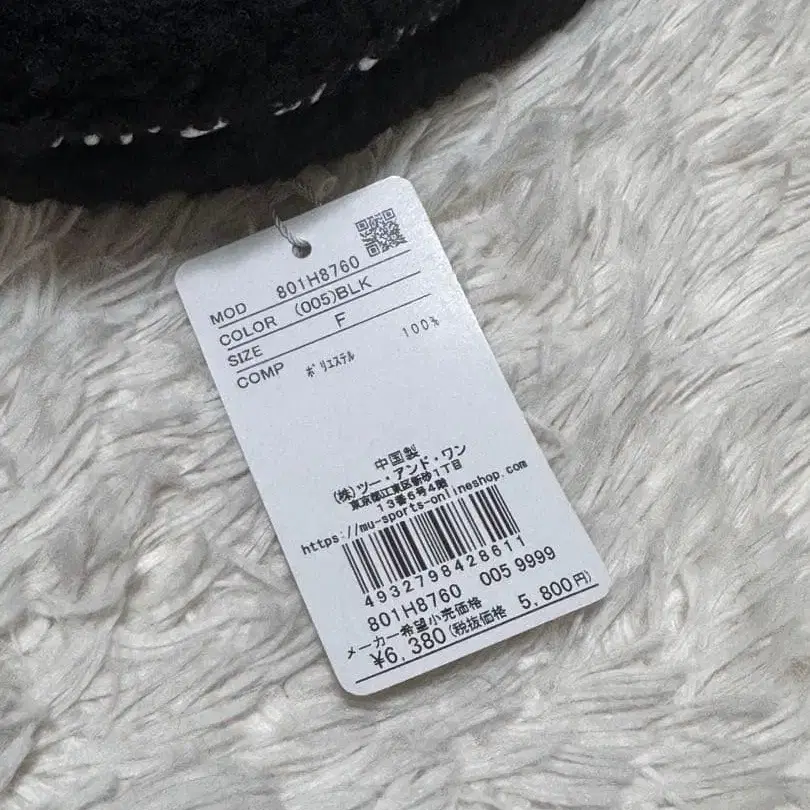 MOD 801H8760
COLOR (005)BLK
SIZE F
COMP ﾎﾟﾘｴｽﾃﾙ 100%
中国製
(株)ツー・アンド・ワン
東京都江東区新砂1丁目
13番5号4階
https://mu-sports-onlineshop.com
4932798428611
801H8760 005 9999
メーカー希望小売価格
¥6,380(税抜価格 5,800円)